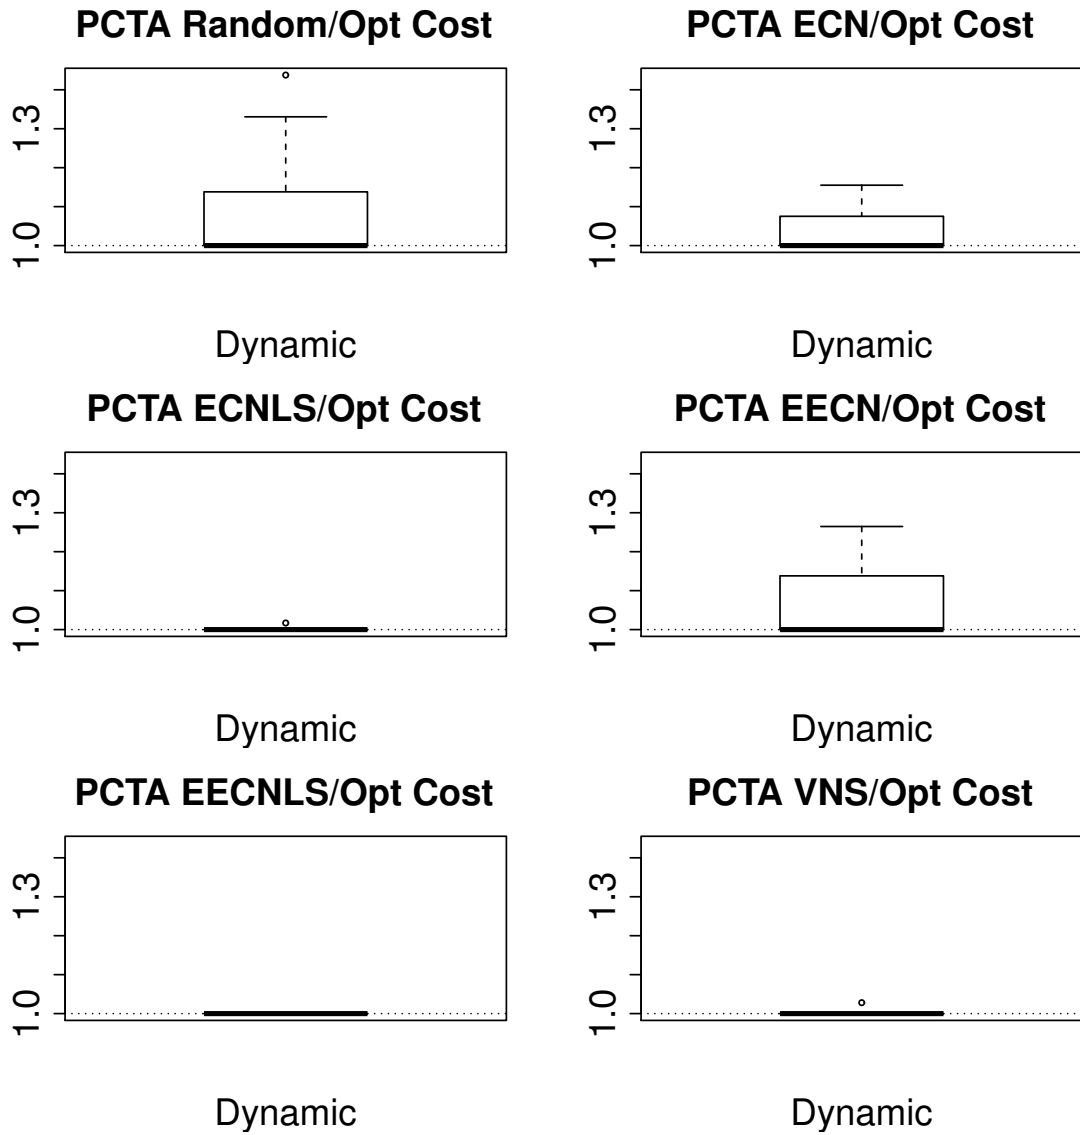 PCTA Random/Opt Cost
1.3
1.0
Dynamic
PCTA ECN/Opt Cost
1.3
1.0
Dynamic
PCTA ECNLS/Opt Cost
1.3
1.0
Dynamic
PCTA EECN/Opt Cost
1.3
1.0
Dynamic
PCTA EECNLS/Opt Cost
1.3
1.0
Dynamic
PCTA VNS/Opt Cost
1.3
1.0
Dynamic